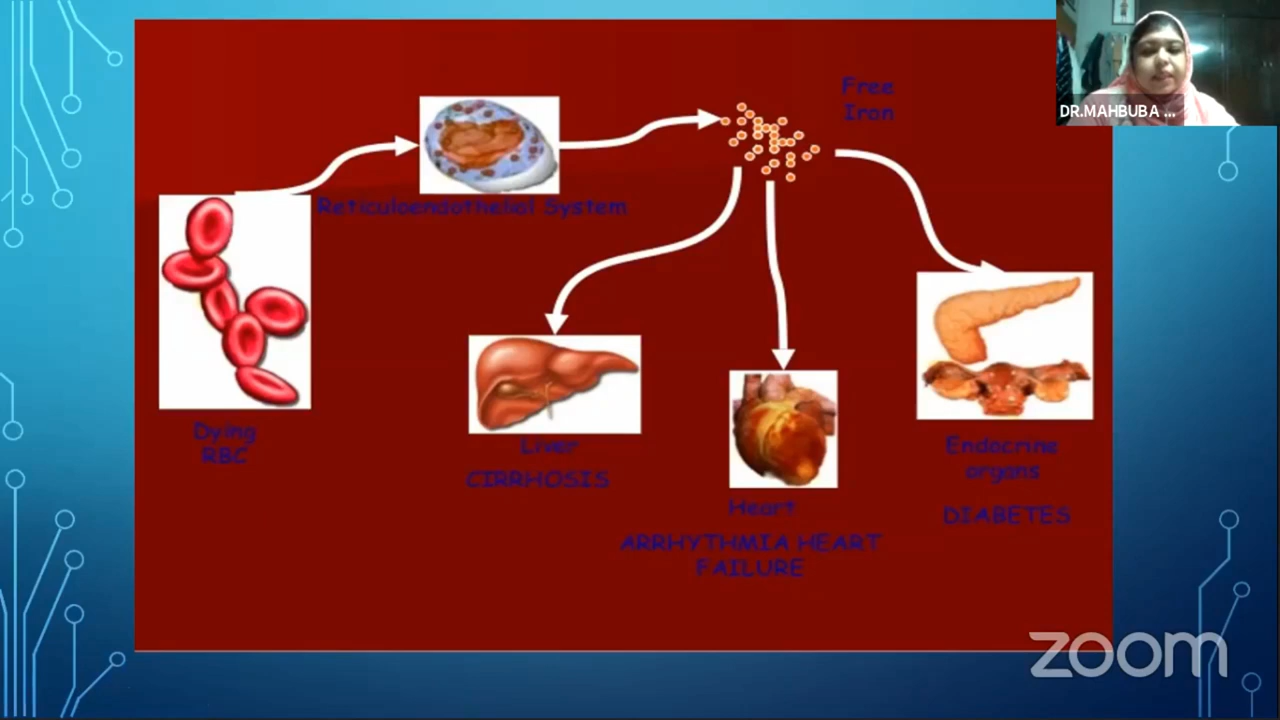 Free
Iron
DR.MAHBUBA ...
Reticuloendothelial System
Dying
RBC
Liver
CIRRHOSIS
Heart
ARRHYTHMIA HEART
FAILURE
Endocrine
organs
DIABETES
zoom